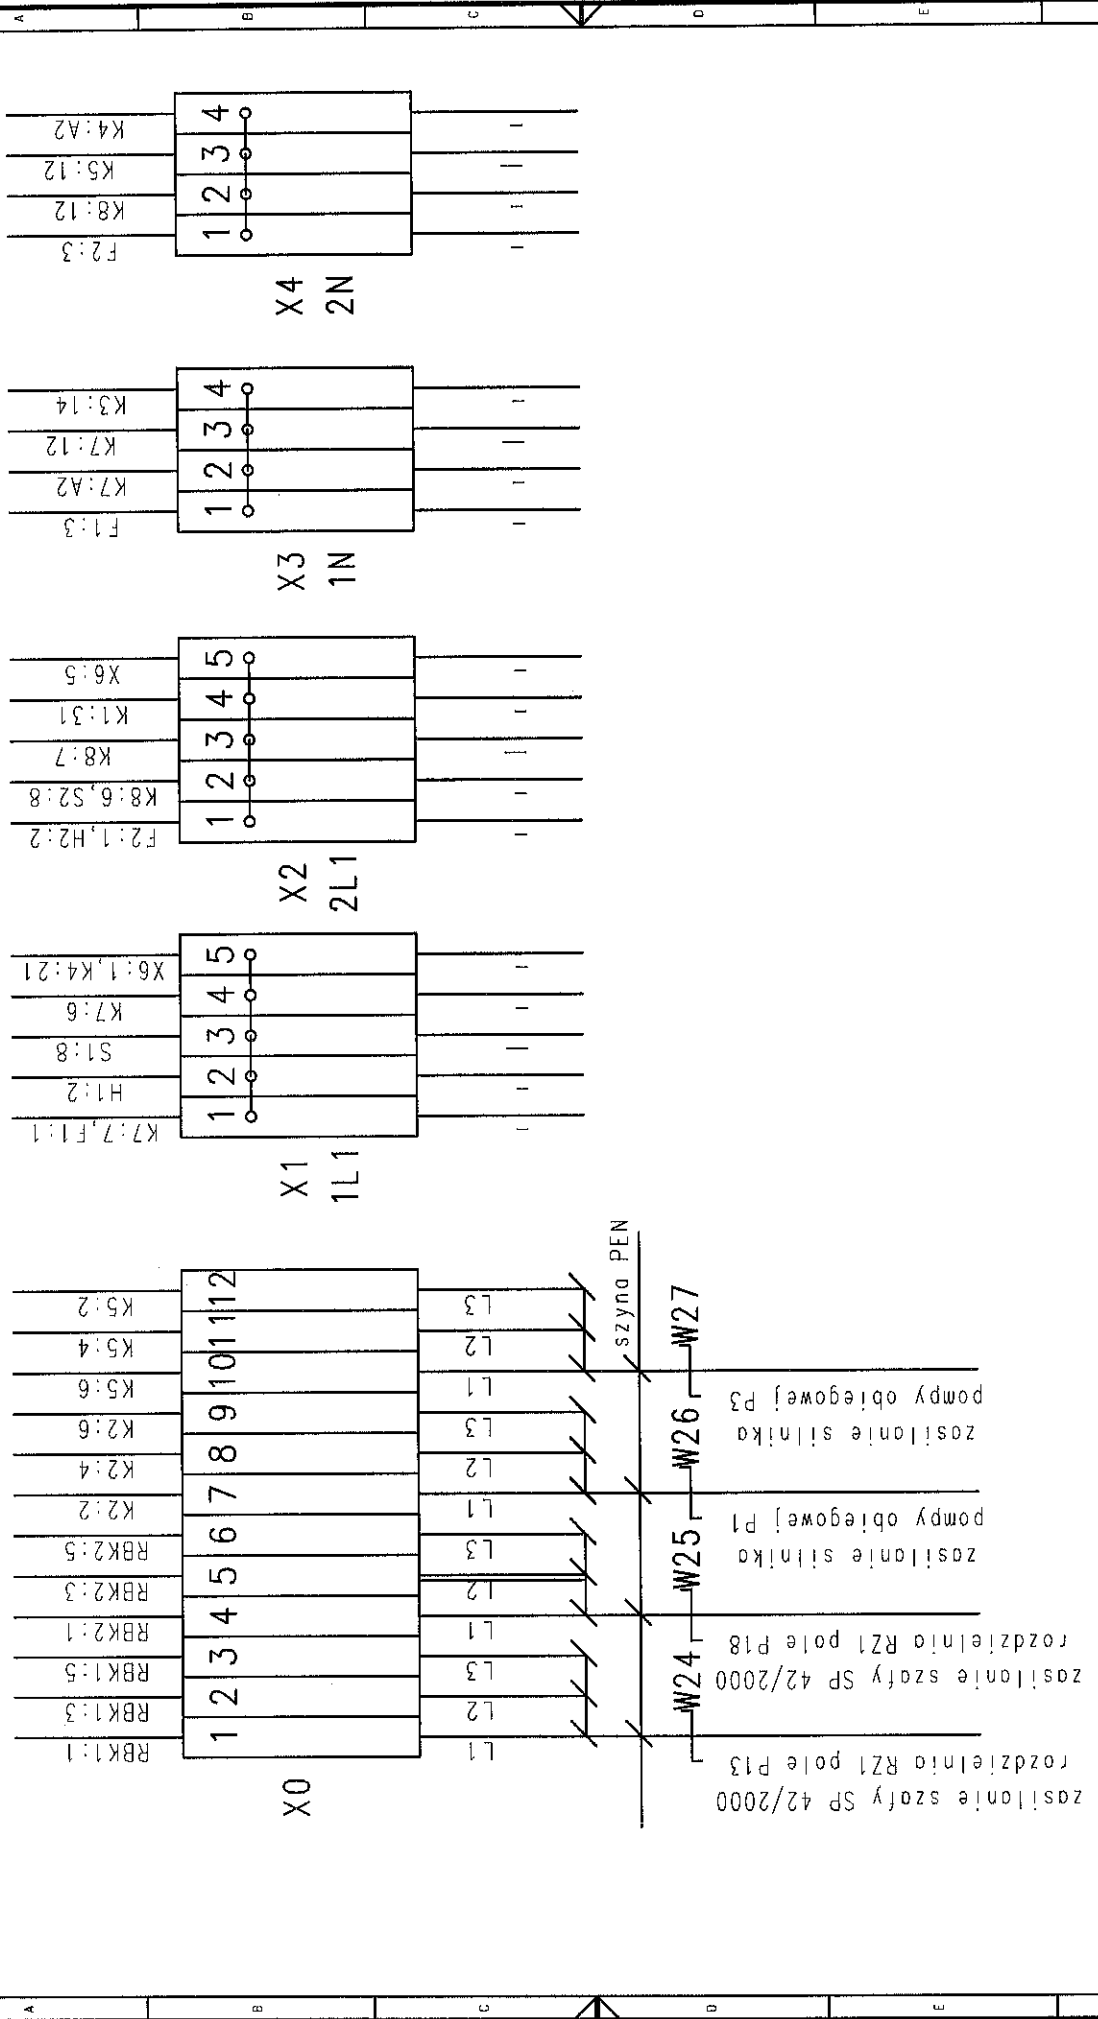 A B C D E
K4:A2
K5:12
K8:12
F2:3
4
3
2
1
X4
2N
K3:14
K7:12
K7:A2
F1:3
4
3
2
1
X3
1N
X6:5
K1:31
K8:7
K8:6,S2:8
F2:1,H2:2
5
4
3
2
1
X2
2L1
X6:1,K4:21
K7:6
S1:8
H1:2
K7:7,F1:1
5
4
3
2
1
X1
1L1
K5:2
K5:4
K5:6
K2:6
K2:4
K2:2
RBK2:5
RBK2:3
RBK2:1
RBK1:5
RBK1:3
RBK1:1
12
11
10
9
8
7
6
5
4
3
2
1
X0
L3
L2
L1
L3
L2
L1
L3
L2
L1
L3
L2
L1
szyna PEN
W27
zasilanie silnika
pompy obiegowej P3
W26
zasilanie silnika
pompy obiegowej P1
W25
zasilanie szafy SP 42/2000
rozdzielnia RZ1 pole P18
W24
zasilanie szafy SP 42/2000
rozdzielnia RZ1 pole P13
A B C D E